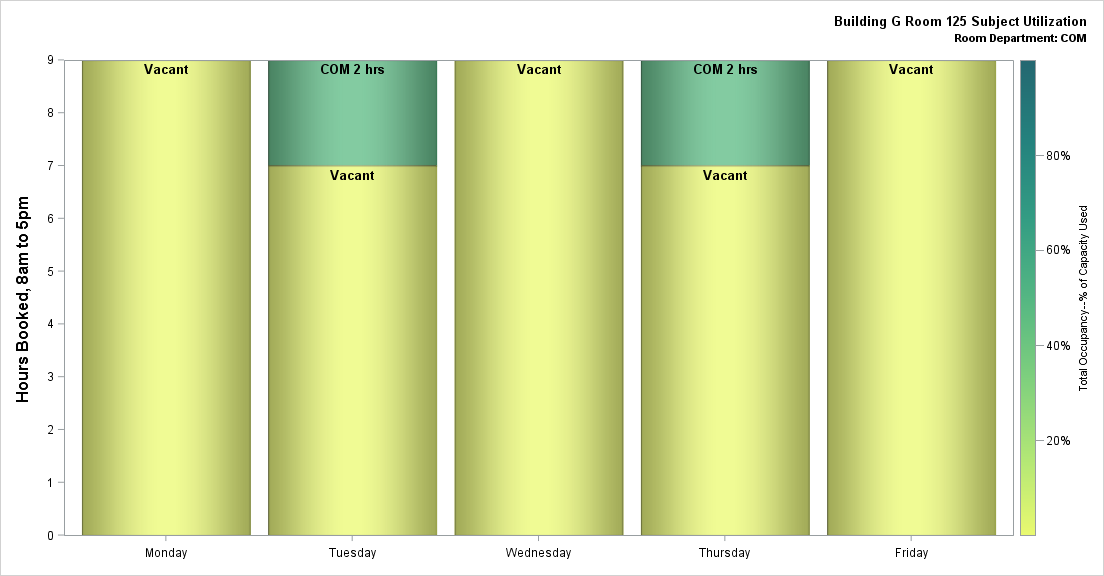 Building G Room 125 Subject Utilization
Room Department: COM
Hours Booked, 8am to 5pm
9
8
7
6
5
4
3
2
1
0
Vacant
COM 2 hrs
Vacant
Vacant
COM 2 hrs
Vacant
Vacant
Monday
Tuesday
Wednesday
Thursday
Friday
80%
60%
40%
20%
Total Occupancy--% of Capacity Used